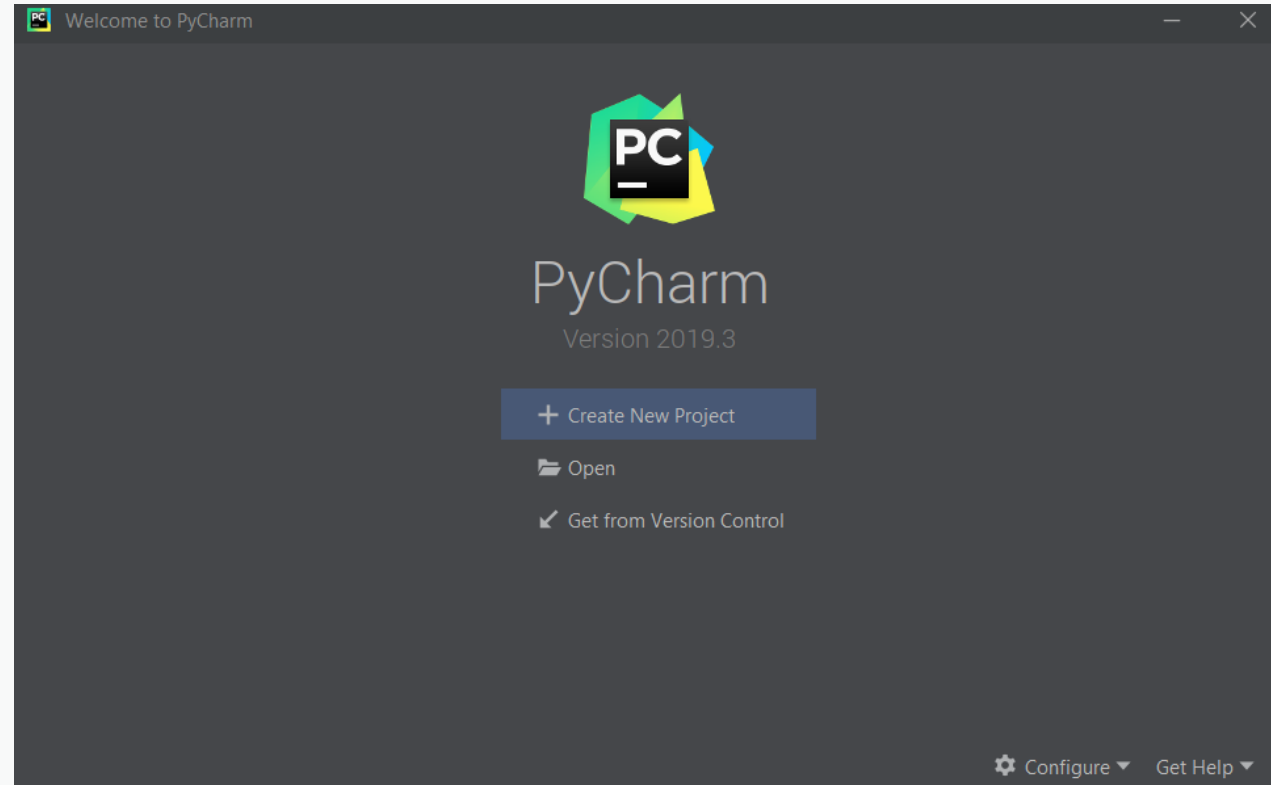 PC
Welcome to PyCharm
PC
PyCharm
Version 2019.3
Create New Project
Open
Get from Version Control
Configure
Get Help